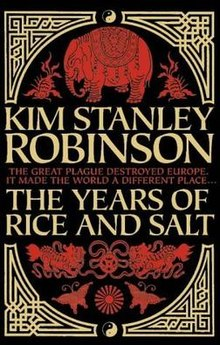 KIM STANLEY
ROBINSON
THE GREAT PLAGUE DESTROYED EUROPE.
IT MADE THE WORLD A DIFFERENT PLACE...
THE YEARS OF
RICE AND SALT